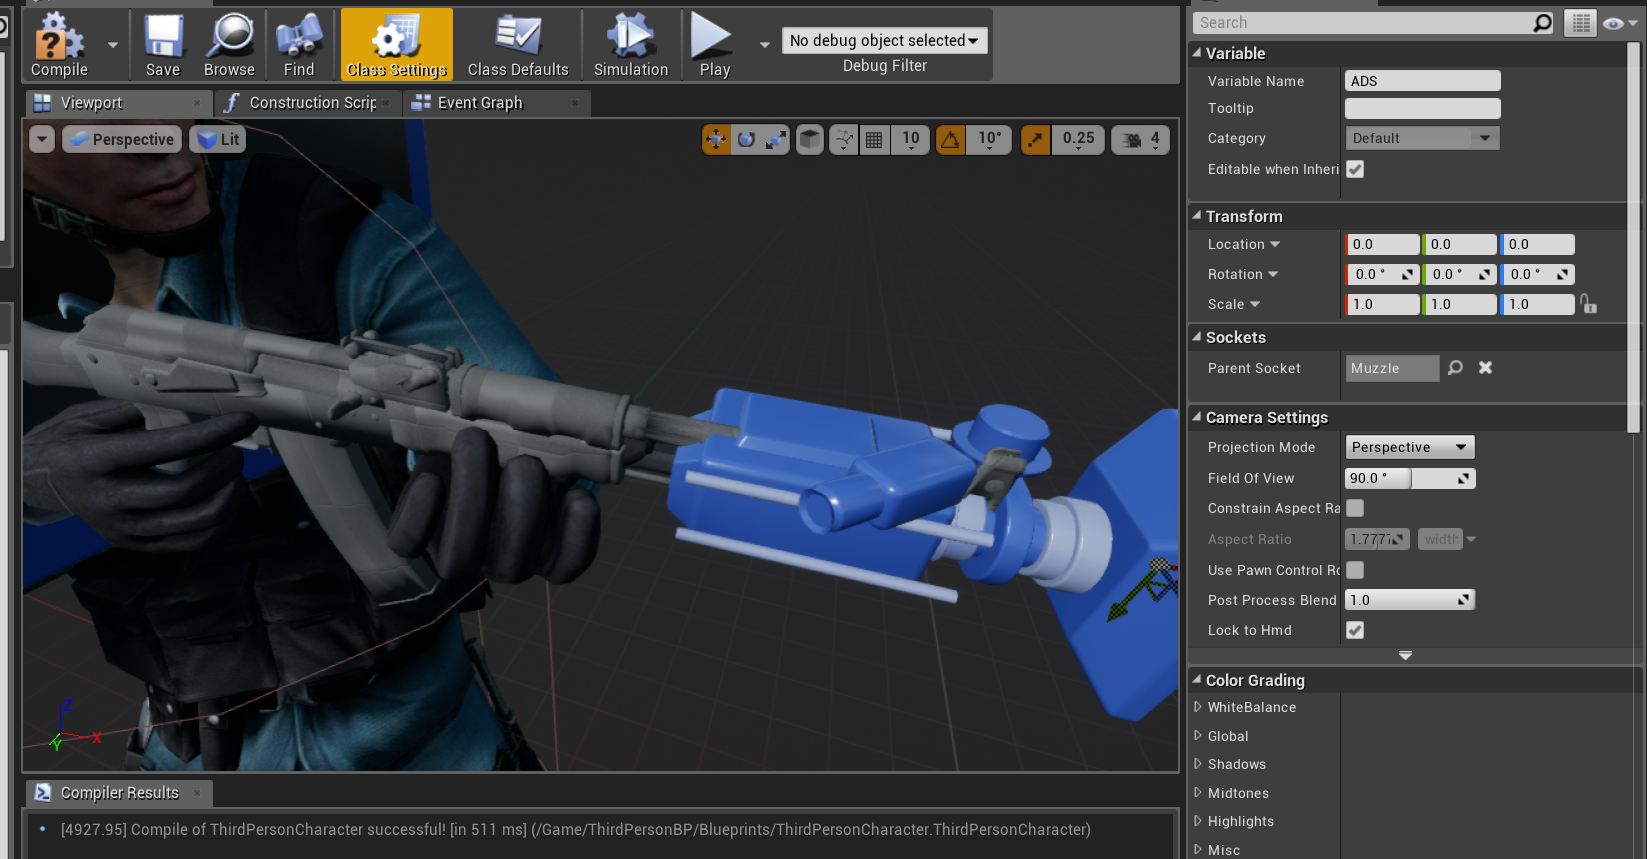 Compile
Save
Browse
Find
Class Settings
Class Defaults
Simulation
Play
No debug object selected
Debug Filter
Viewport
Construction Scrip
Event Graph
Perspective
Lit
10
10°
0.25
4
Z
X
Y
Compiler Results
[4927.95] Compile of ThirdPersonCharacter successful! [in 511 ms] (/Game/ThirdPersonBP/Blueprints/ThirdPersonCharacter.ThirdPersonCharacter)
Search
Variable
Variable Name ADS
Tooltip
Category Default
Editable when Inheri
Transform
Location 0.0 0.0 0.0
Rotation 0.0 ° 0.0 ° 0.0 °
Scale 1.0 1.0 1.0
Sockets
Parent Socket Muzzle
Camera Settings
Projection Mode Perspective
Field Of View 90.0 °
Constrain Aspect Ra
Aspect Ratio 1.777 width
Use Pawn Control Ro
Post Process Blend 1.0
Lock to Hmd
Color Grading
WhiteBalance
Global
Shadows
Midtones
Highlights
Misc